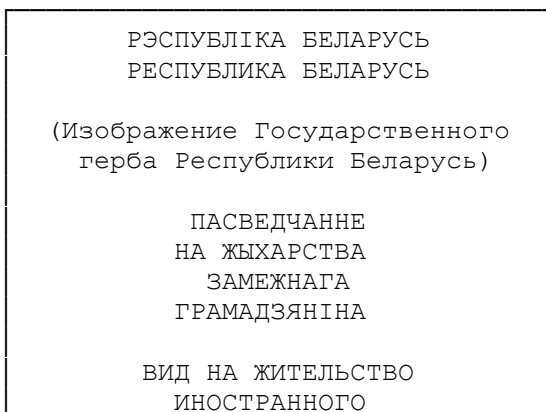 РЭСПУБЛІКА БЕЛАРУСЬ
РЕСПУБЛИКА БЕЛАРУСЬ
(Изображение Государственного
герба Республики Беларусь)
ПАСВЕДЧАННЕ
НА ЖЫХАРСТВА
ЗАМЕЖНАГА
ГРАМАДЗЯНІНА
ВИД НА ЖИТЕЛЬСТВО
ИНОСТРАННОГО